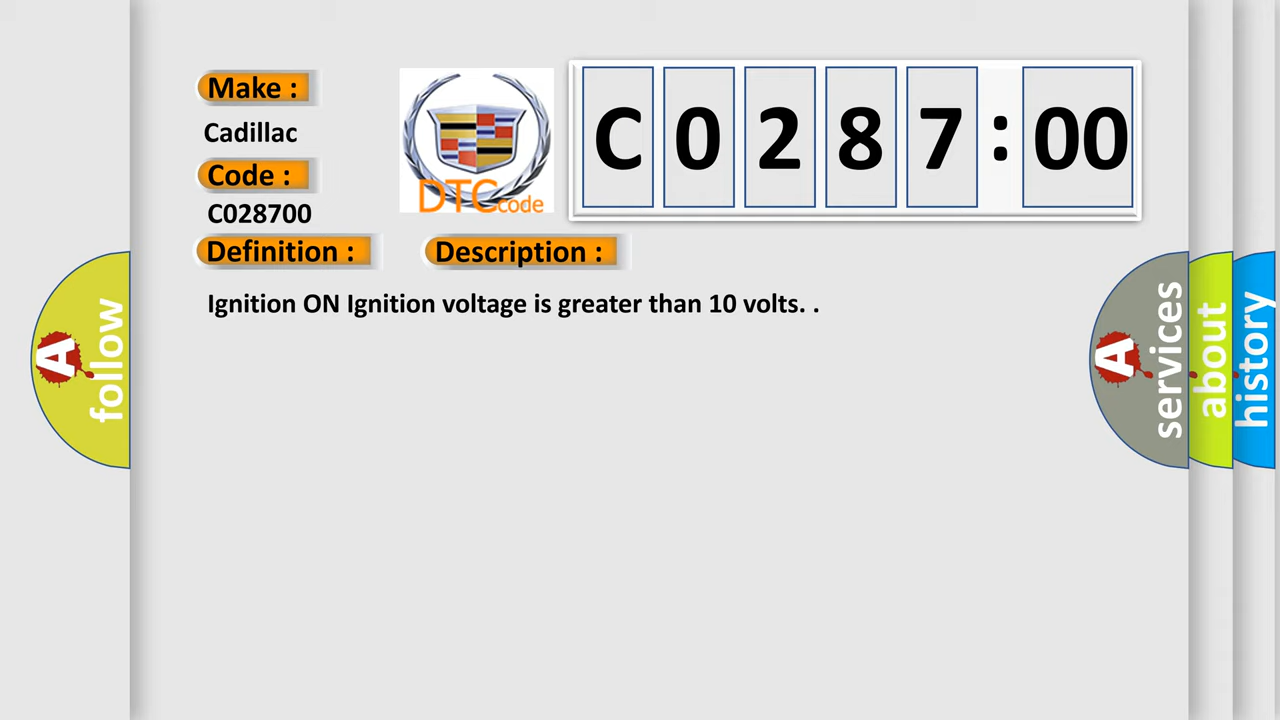 Make :
Cadillac
Code :
C028700
Definition :
Description :
Ignition ON Ignition voltage is greater than 10 volts. .
DTC code
C0287:00
A follow
A services
about
history